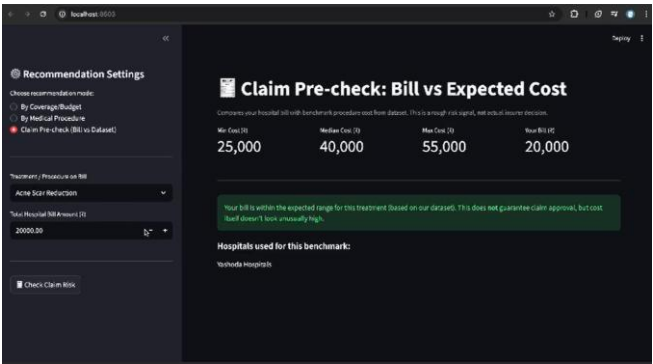 localhost:8503
Deploy
Recommendation Settings
Choose recommendation mode:
By Coverage/Budget
By Medical Procedure
Claim Pre-check (Bill vs Dataset)
Treatment / Procedure on Bill
Acne Scar Reduction
Total Hospital Bill Amount (₹)
20000.00
Check Claim Risk
Claim Pre-check: Bill vs Expected Cost
Compares your hospital bill with benchmark procedure cost from dataset. This is a rough risk signal, not actual insurer decision.
Min Cost (₹)
25,000
Median Cost (₹)
40,000
Max Cost (₹)
55,000
Your Bill (₹)
20,000
Your bill is within the expected range for this treatment (based on our dataset). This does not guarantee claim approval, but cost
itself doesn't look unusually high.
Hospitals used for this benchmark:
Yashoda Hospitals